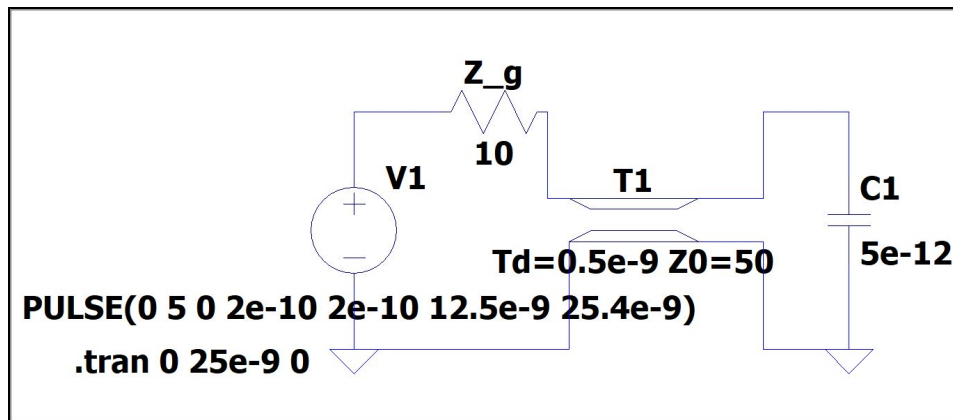 Z_g
10
V1
T1
C1
Td=0.5e-9 Z0=50
5e-12
PULSE(0 5 0 2e-10 2e-10 12.5e-9 25.4e-9)
.tran 0 25e-9 0